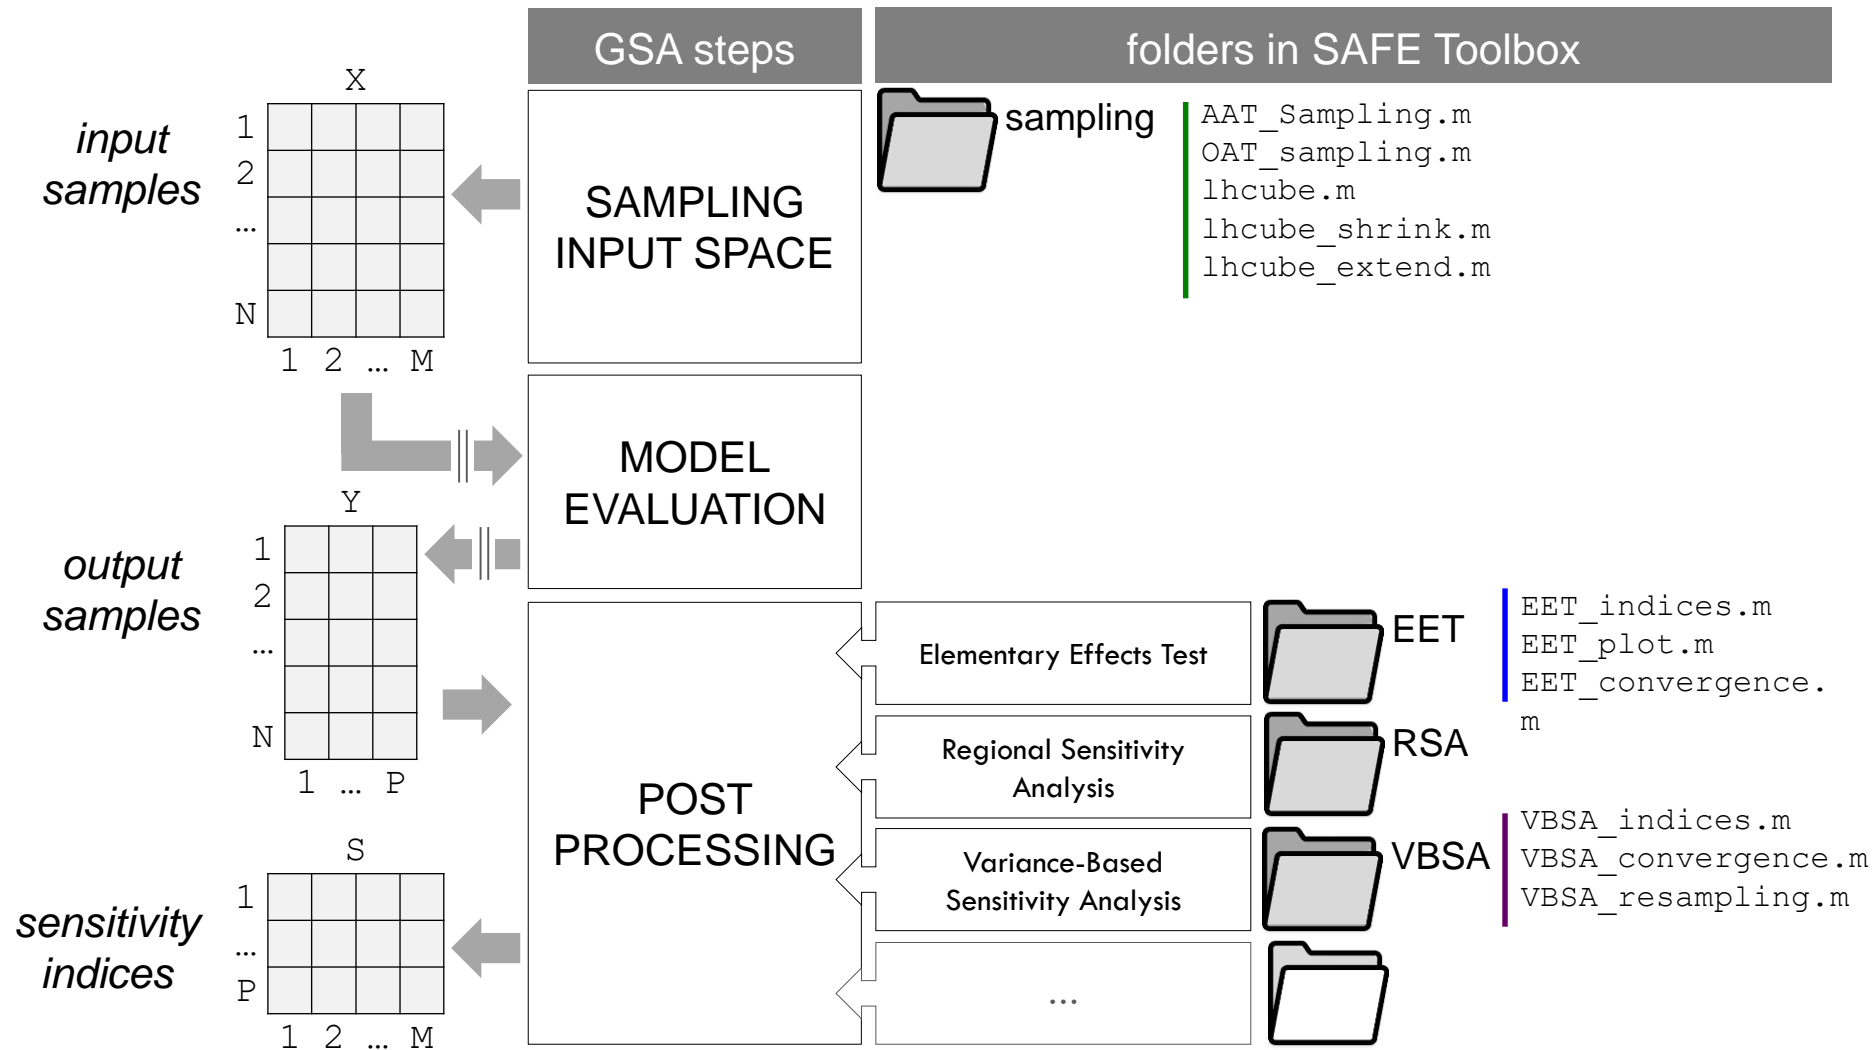 GSA steps
folders in SAFE Toolbox
X
input
samples
1
2
…
N
1 2 … M
SAMPLING
INPUT SPACE
sampling
AAT_Sampling.m
OAT_sampling.m
lhcube.m
lhcube_shrink.m
lhcube_extend.m
MODEL
EVALUATION
Y
output
samples
1
2
…
N
1 … P
POST
PROCESSING
Elementary Effects Test
EET
EET_indices.m
EET_plot.m
EET_convergence.
m
Regional Sensitivity
Analysis
RSA
Variance-Based
Sensitivity Analysis
VBSA
VBSA_indices.m
VBSA_convergence.m
VBSA_resampling.m
…
S
sensitivity
indices
1
…
P
1 2 … M